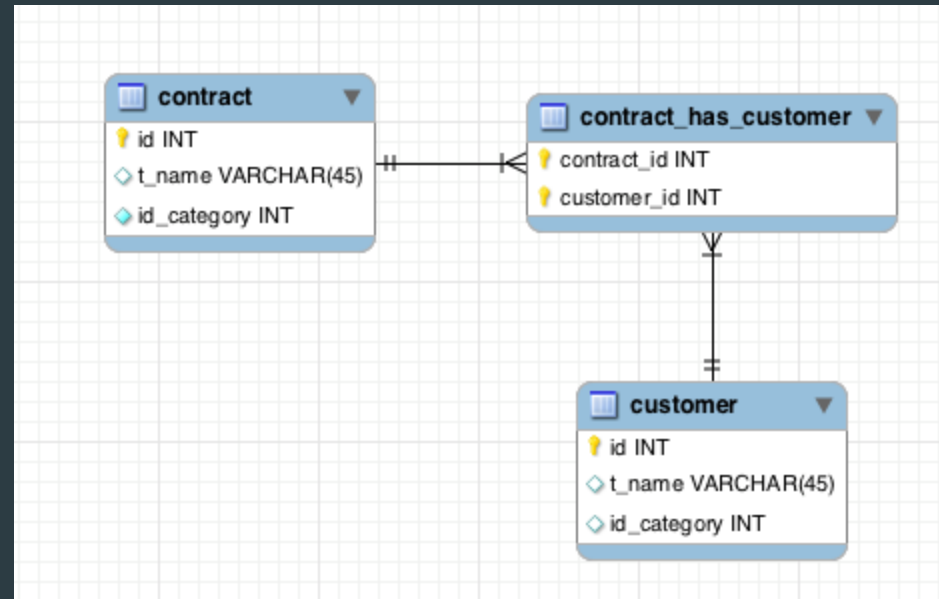 contract
id INT
t_name VARCHAR(45)
id_category INT
contract_has_customer
contract_id INT
customer_id INT
customer
id INT
t_name VARCHAR(45)
id_category INT